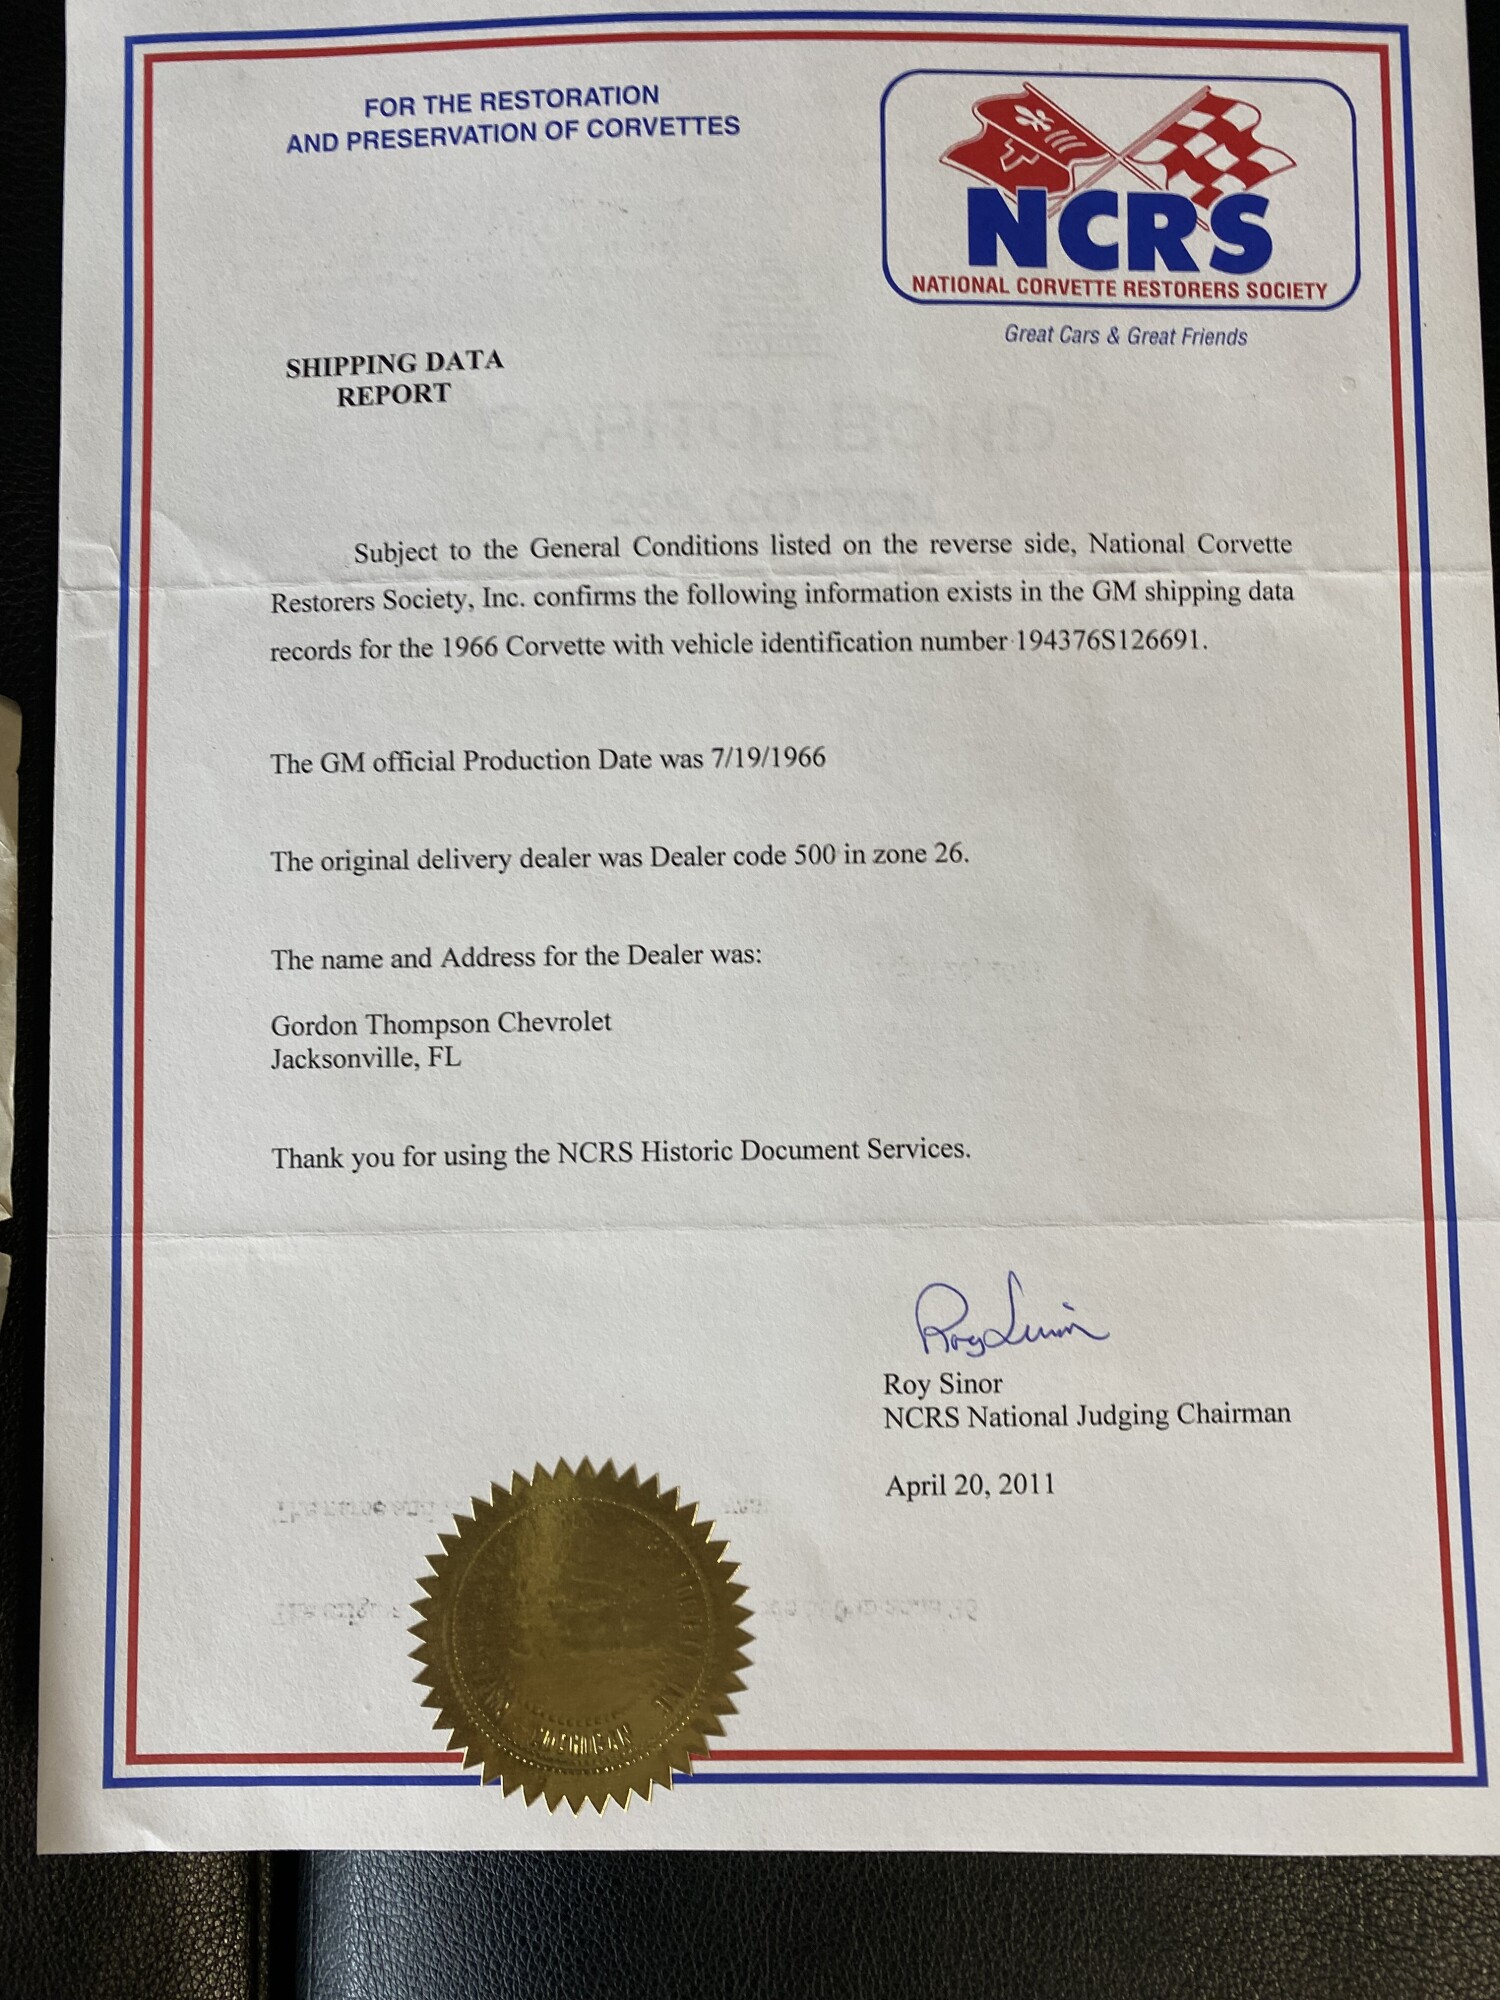 FOR THE RESTORATION
AND PRESERVATION OF CORVETTES
NCRS
NATIONAL CORVETTE RESTORERS SOCIETY
Great Cars & Great Friends
SHIPPING DATA
REPORT
Subject to the General Conditions listed on the reverse side, National Corvette
Restorers Society, Inc. confirms the following information exists in the GM shipping data
records for the 1966 Corvette with vehicle identification number 194376S126691.
The GM official Production Date was 7/19/1966
The original delivery dealer was Dealer code 500 in zone 26.
The name and Address for the Dealer was:
Gordon Thompson Chevrolet
Jacksonville, FL
Thank you for using the NCRS Historic Document Services.
Roy Sinor
Roy Sinor
NCRS National Judging Chairman
April 20, 2011
MICHIGAN